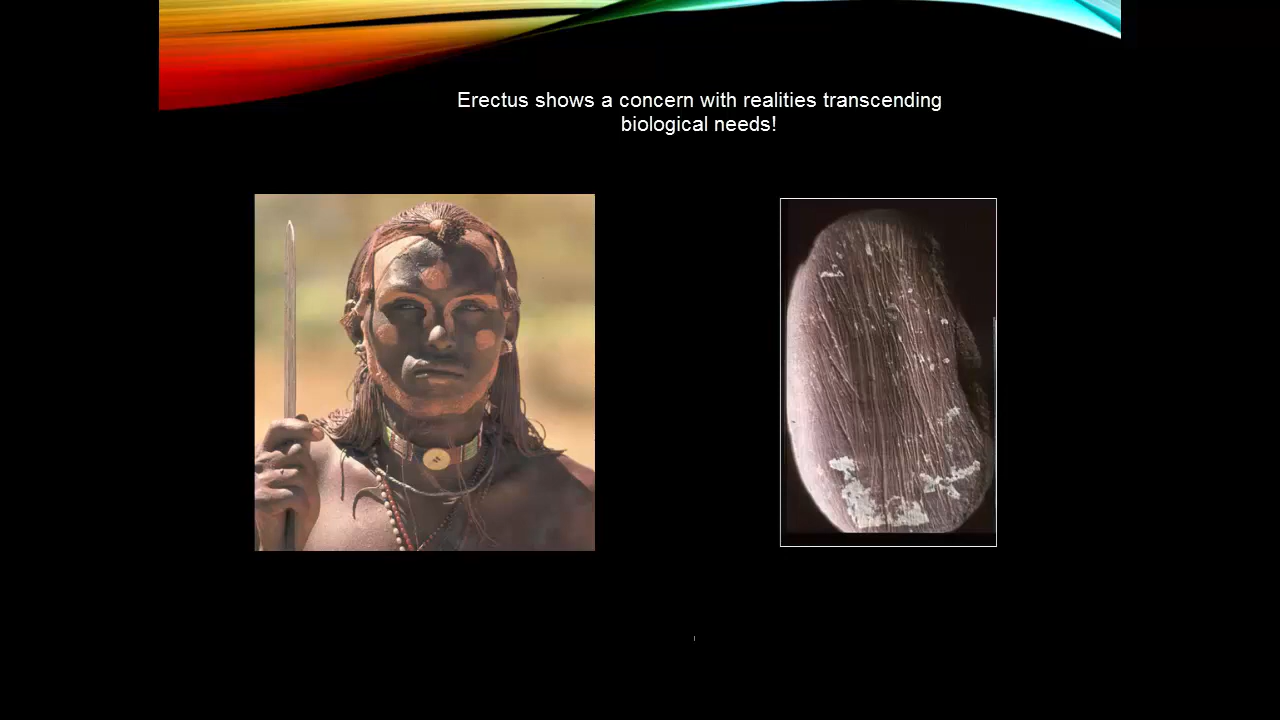 Erectus shows a concern with realities transcending
biological needs!